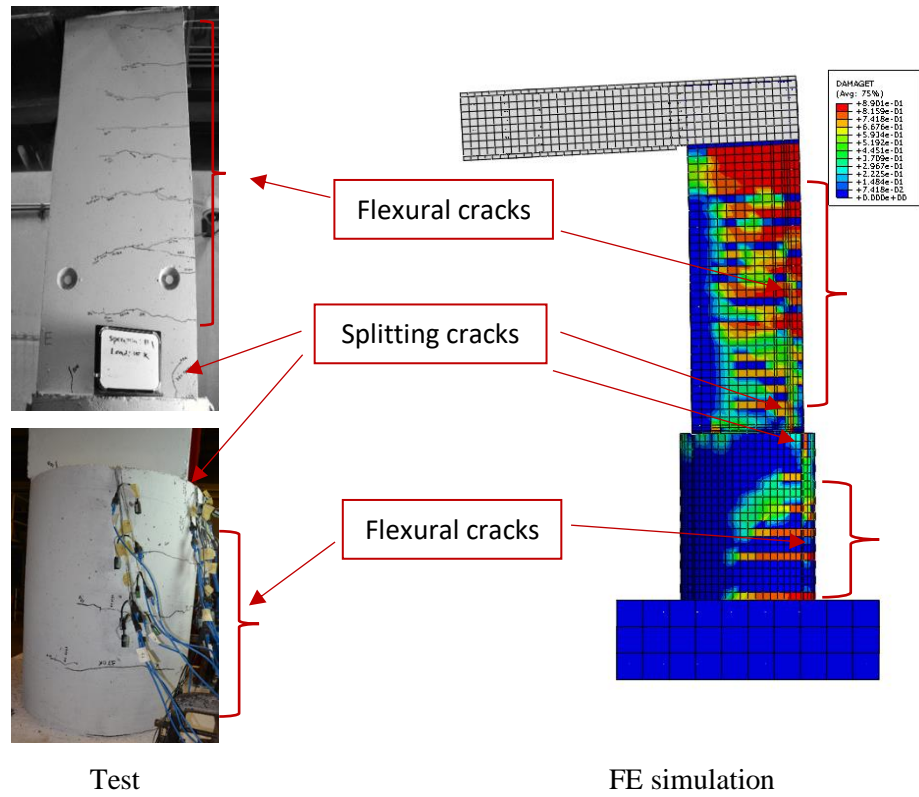 DAMAGET
(Avg: 75%)
+8.901e-01
+8.159e-01
+7.418e-01
+6.676e-01
+5.934e-01
+5.192e-01
+4.451e-01
+3.709e-01
+2.967e-01
+2.225e-01
+1.484e-01
+7.418e-02
+0.000e+00
Flexural cracks
Splitting cracks
E
Flexural cracks
Test
FE simulation